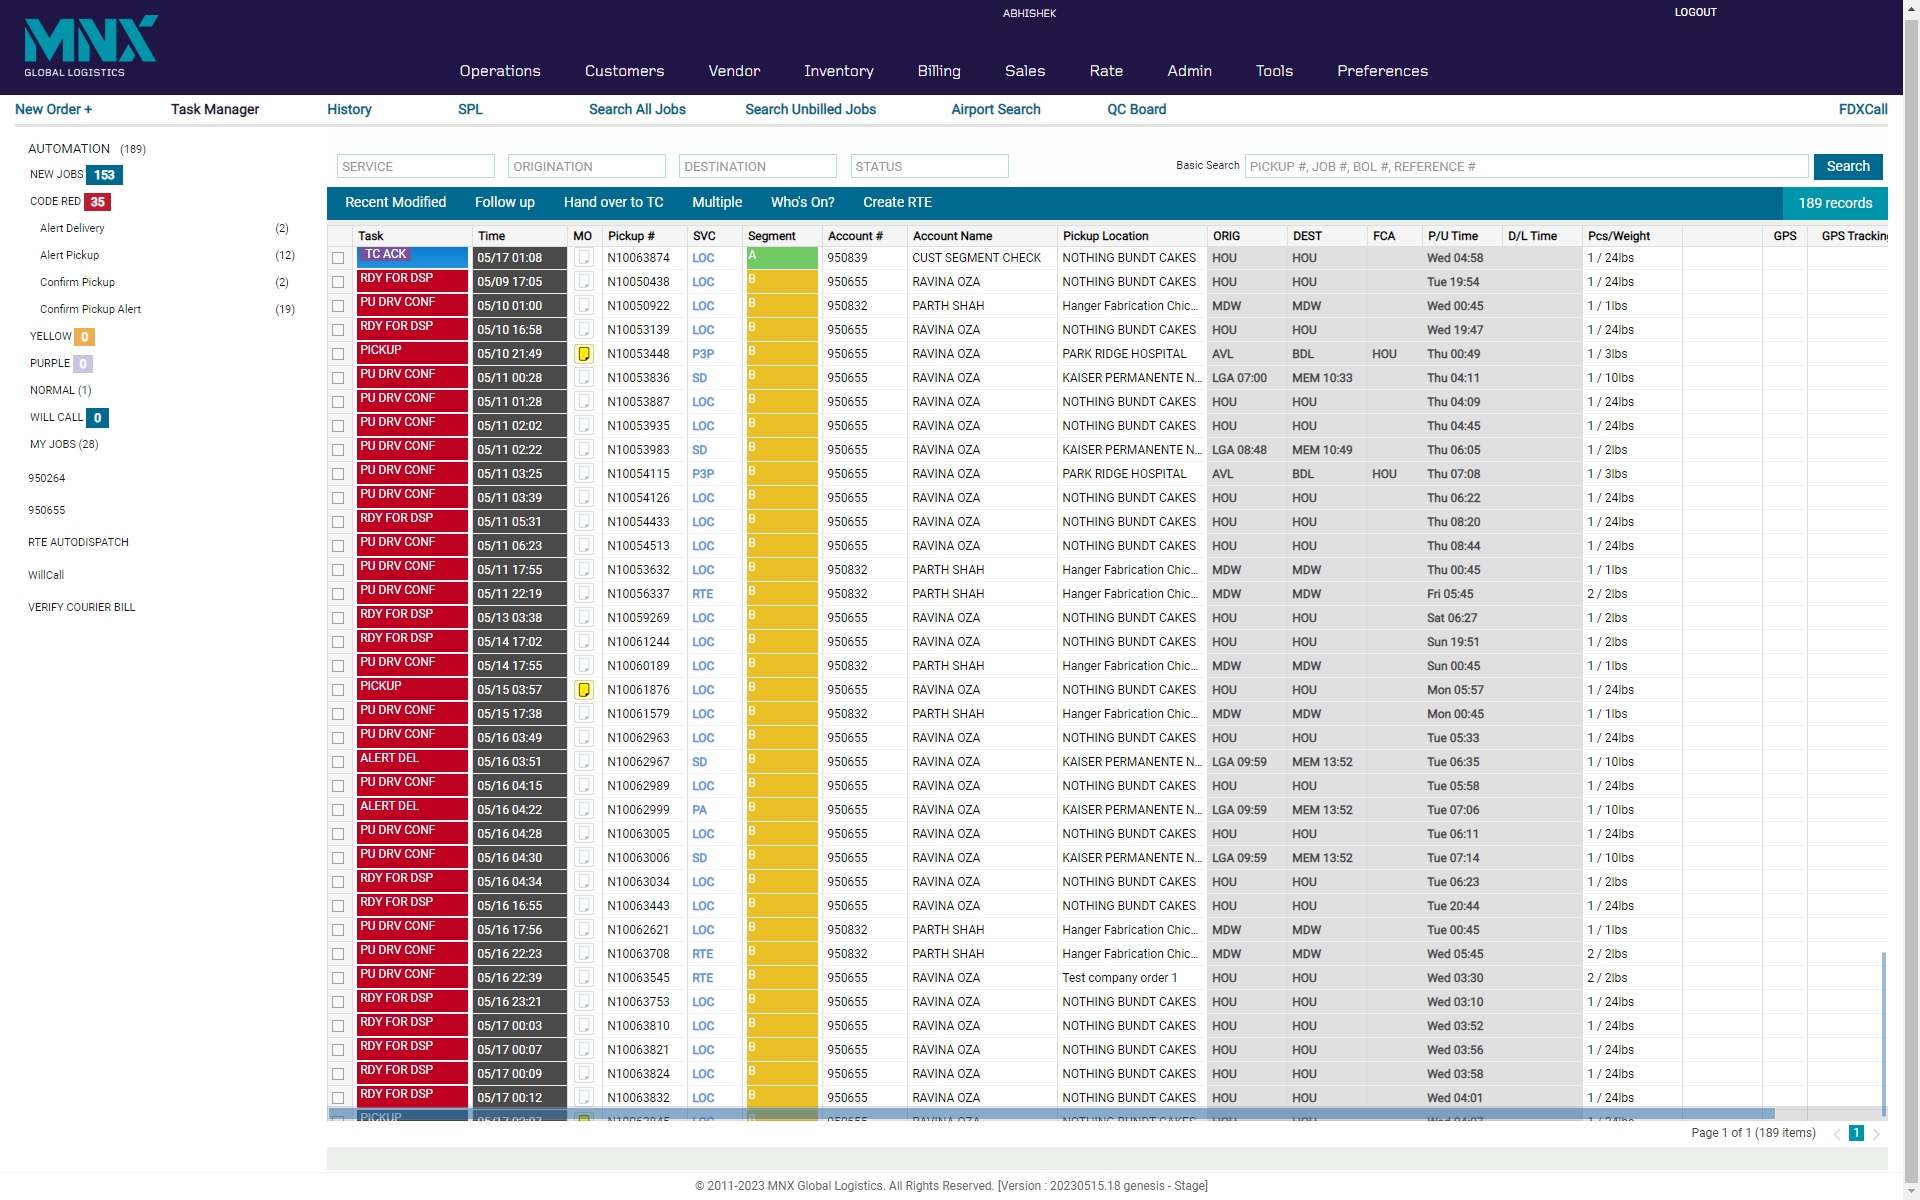 ABHISHEK
LOGOUT
MNX
GLOBAL LOGISTICS
Operations Customers Vendor Inventory Billing Sales Rate Admin Tools Preferences
New Order + Task Manager History SPL Search All Jobs Search Unbilled Jobs Airport Search QC Board FDXCall
AUTOMATION (189)
NEW JOBS 153
CODE RED 35
Alert Delivery (2)
Alert Pickup (12)
Confirm Pickup (2)
Confirm Pickup Alert (19)
YELLOW 0
PURPLE 0
NORMAL (1)
WILL CALL 0
MY JOBS (28)
950264
950655
RTE AUTODISPATCH
WillCall
VERIFY COURIER BILL
SERVICE ORIGINATION DESTINATION STATUS Basic Search PICKUP #, JOB #, BOL #, REFERENCE # Search
Recent Modified Follow up Hand over to TC Multiple Who's On? Create RTE 189 records
Task Time MO Pickup # SVC Segment Account # Account Name Pickup Location ORIG DEST FCA P/U Time D/L Time Pcs/Weight GPS GPS Tracking
TC ACK 05/17 01:08 N10063874 LOC A 950839 CUST SEGMENT CHECK NOTHING BUNDT CAKES HOU HOU Wed 04:58 1 / 24lbs
RDY FOR DSP 05/09 17:05 N10050438 LOC B 950655 RAVINA OZA NOTHING BUNDT CAKES HOU HOU Tue 19:54 1 / 24lbs
PU DRV CONF 05/10 01:00 N10050922 LOC B 950832 PARTH SHAH Hanger Fabrication Chic... MDW MDW Wed 00:45 1 / 1lbs
RDY FOR DSP 05/10 16:58 N10053139 LOC B 950655 RAVINA OZA NOTHING BUNDT CAKES HOU HOU Wed 19:47 1 / 24lbs
PICKUP 05/10 21:49 N10053448 P3P B 950655 RAVINA OZA PARK RIDGE HOSPITAL AVL BDL HOU Thu 00:49 1 / 3lbs
PU DRV CONF 05/11 00:28 N10053836 SD B 950655 RAVINA OZA KAISER PERMANENTE N... LGA 07:00 MEM 10:33 Thu 04:11 1 / 10lbs
PU DRV CONF 05/11 01:28 N10053887 LOC B 950655 RAVINA OZA NOTHING BUNDT CAKES HOU HOU Thu 04:09 1 / 24lbs
PU DRV CONF 05/11 02:02 N10053935 LOC B 950655 RAVINA OZA NOTHING BUNDT CAKES HOU HOU Thu 04:45 1 / 24lbs
PU DRV CONF 05/11 02:22 N10053983 SD B 950655 RAVINA OZA KAISER PERMANENTE N... LGA 08:48 MEM 10:49 Thu 06:05 1 / 2lbs
PU DRV CONF 05/11 03:25 N10054115 P3P B 950655 RAVINA OZA PARK RIDGE HOSPITAL AVL BDL HOU Thu 07:08 1 / 3lbs
PU DRV CONF 05/11 03:39 N10054126 LOC B 950655 RAVINA OZA NOTHING BUNDT CAKES HOU HOU Thu 06:22 1 / 24lbs
RDY FOR DSP 05/11 05:31 N10054433 LOC B 950655 RAVINA OZA NOTHING BUNDT CAKES HOU HOU Thu 08:20 1 / 24lbs
PU DRV CONF 05/11 06:23 N10054513 LOC B 950655 RAVINA OZA NOTHING BUNDT CAKES HOU HOU Thu 08:44 1 / 24lbs
PU DRV CONF 05/11 17:55 N10053632 LOC B 950832 PARTH SHAH Hanger Fabrication Chic... MDW MDW Thu 00:45 1 / 1lbs
PU DRV CONF 05/11 22:19 N10056337 RTE B 950832 PARTH SHAH Hanger Fabrication Chic... MDW MDW Fri 05:45 2 / 2lbs
RDY FOR DSP 05/13 03:38 N10059269 LOC B 950655 RAVINA OZA NOTHING BUNDT CAKES HOU HOU Sat 06:27 1 / 2lbs
RDY FOR DSP 05/14 17:02 N10061244 LOC B 950655 RAVINA OZA NOTHING BUNDT CAKES HOU HOU Sun 19:51 1 / 2lbs
PU DRV CONF 05/14 17:55 N10060189 LOC B 950832 PARTH SHAH Hanger Fabrication Chic... MDW MDW Sun 00:45 1 / 1lbs
PICKUP 05/15 03:57 N10061876 LOC B 950655 RAVINA OZA NOTHING BUNDT CAKES HOU HOU Mon 05:57 1 / 24lbs
PU DRV CONF 05/15 17:38 N10061579 LOC B 950832 PARTH SHAH Hanger Fabrication Chic... MDW MDW Mon 00:45 1 / 1lbs
PU DRV CONF 05/16 03:49 N10062963 LOC B 950655 RAVINA OZA NOTHING BUNDT CAKES HOU HOU Tue 05:33 1 / 24lbs
ALERT DEL 05/16 03:51 N10062967 SD B 950655 RAVINA OZA KAISER PERMANENTE N... LGA 09:59 MEM 13:52 Tue 06:35 1 / 10lbs
PU DRV CONF 05/16 04:15 N10062989 LOC B 950655 RAVINA OZA NOTHING BUNDT CAKES HOU HOU Tue 05:58 1 / 24lbs
ALERT DEL 05/16 04:22 N10062999 PA B 950655 RAVINA OZA KAISER PERMANENTE N... LGA 09:59 MEM 13:52 Tue 07:06 1 / 10lbs
PU DRV CONF 05/16 04:28 N10063005 LOC B 950655 RAVINA OZA NOTHING BUNDT CAKES HOU HOU Tue 06:11 1 / 24lbs
PU DRV CONF 05/16 04:30 N10063006 SD B 950655 RAVINA OZA KAISER PERMANENTE N... LGA 09:59 MEM 13:52 Tue 07:14 1 / 10lbs
RDY FOR DSP 05/16 04:34 N10063034 LOC B 950655 RAVINA OZA NOTHING BUNDT CAKES HOU HOU Tue 06:23 1 / 2lbs
RDY FOR DSP 05/16 16:55 N10063443 LOC B 950655 RAVINA OZA NOTHING BUNDT CAKES HOU HOU Tue 20:44 1 / 24lbs
PU DRV CONF 05/16 17:56 N10062621 LOC B 950832 PARTH SHAH Hanger Fabrication Chic... MDW MDW Tue 00:45 1 / 1lbs
PU DRV CONF 05/16 22:23 N10063708 RTE B 950832 PARTH SHAH Hanger Fabrication Chic... MDW MDW Wed 05:45 2 / 2lbs
PU DRV CONF 05/16 22:39 N10063545 RTE B 950655 RAVINA OZA Test company order 1 HOU HOU Wed 03:30 2 / 2lbs
RDY FOR DSP 05/16 23:21 N10063753 LOC B 950655 RAVINA OZA NOTHING BUNDT CAKES HOU HOU Wed 03:10 1 / 24lbs
RDY FOR DSP 05/17 00:03 N10063810 LOC B 950655 RAVINA OZA NOTHING BUNDT CAKES HOU HOU Wed 03:52 1 / 24lbs
RDY FOR DSP 05/17 00:07 N10063821 LOC B 950655 RAVINA OZA NOTHING BUNDT CAKES HOU HOU Wed 03:56 1 / 24lbs
RDY FOR DSP 05/17 00:09 N10063824 LOC B 950655 RAVINA OZA NOTHING BUNDT CAKES HOU HOU Wed 03:58 1 / 24lbs
RDY FOR DSP 05/17 00:12 N10063832 LOC B 950655 RAVINA OZA NOTHING BUNDT CAKES HOU HOU Wed 04:01 1 / 24lbs
PICKUP
Page 1 of 1 (189 items) 1
© 2011-2023 MNX Global Logistics. All Rights Reserved. [Version : 20230515.18 genesis - Stage]